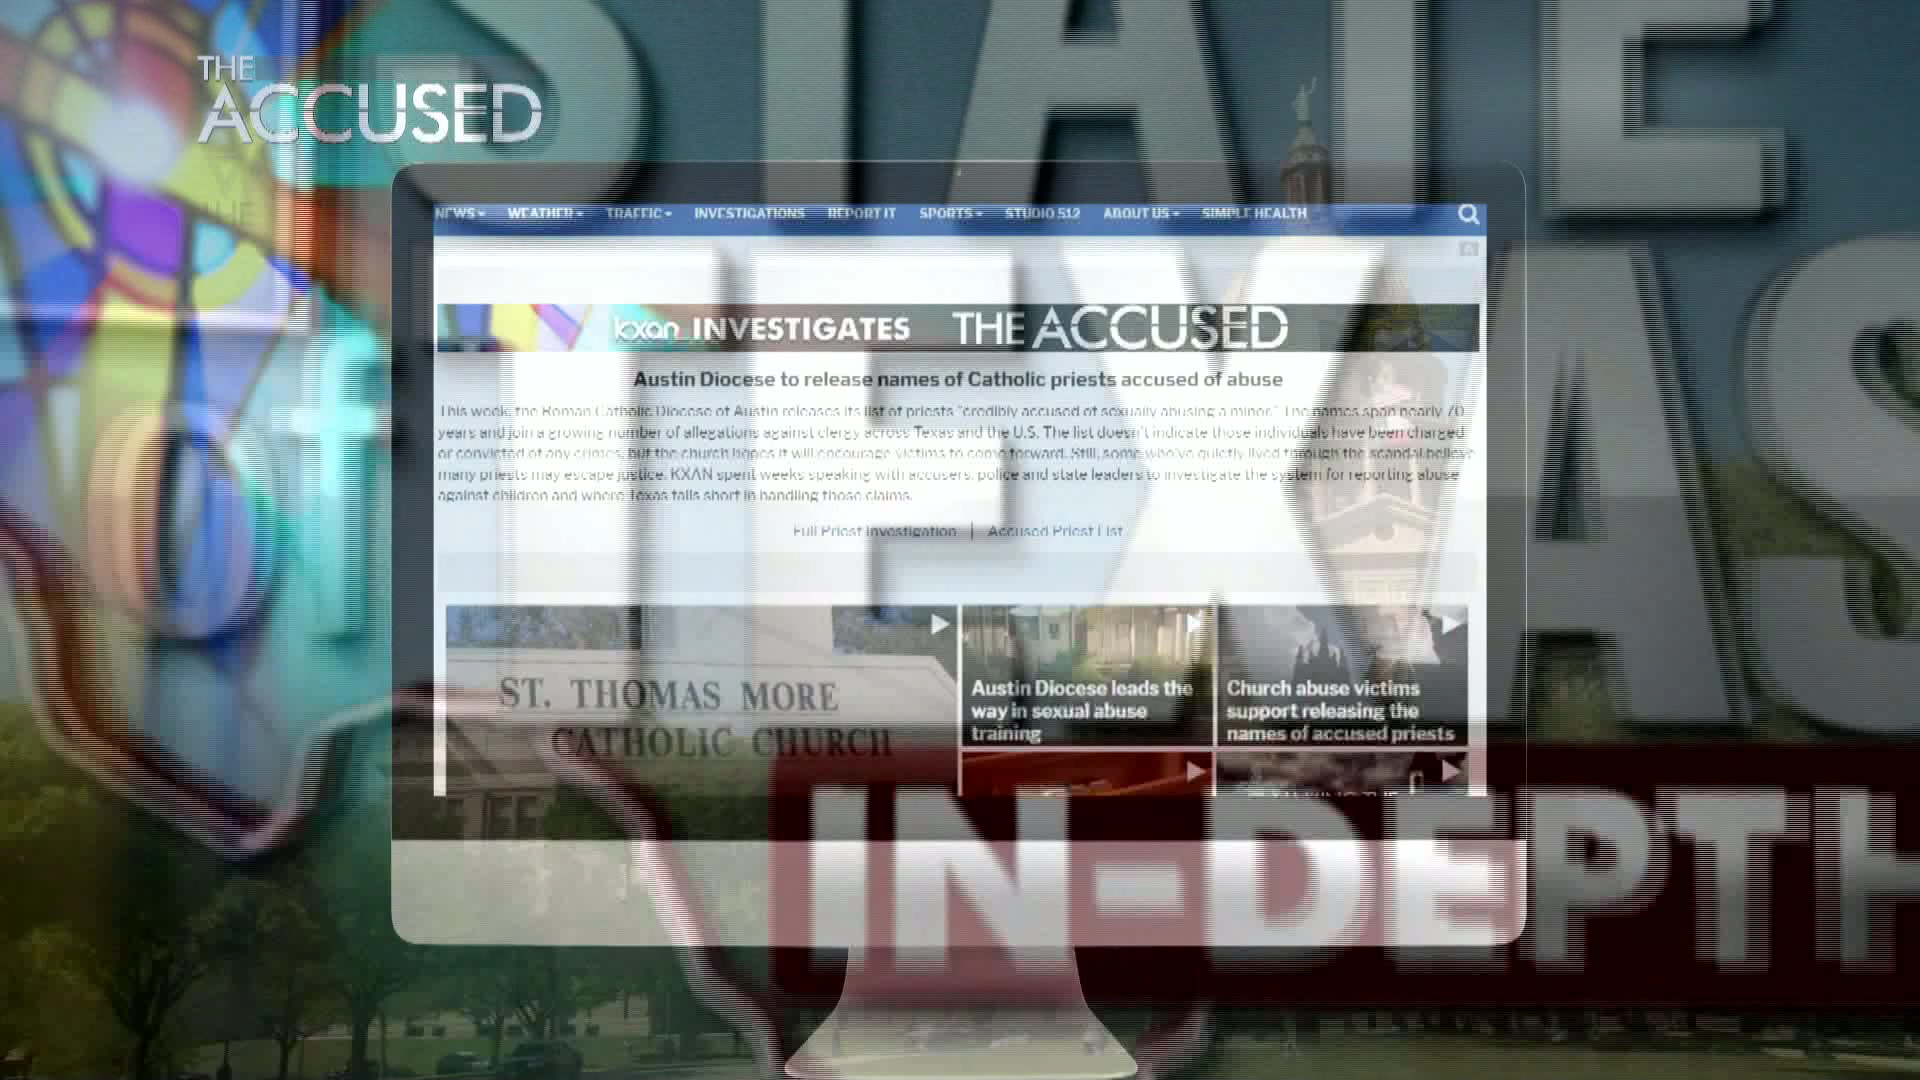 STATE
of TEXAS
IN-DEPTH
THE
ACCUSED
NEWS WEATHER TRAFFIC INVESTIGATIONS REPORT IT SPORTS STUDIO 512 ABOUT US SIMPLE HEALTH
kxan INVESTIGATES THE ACCUSED
Austin Diocese to release names of Catholic priests accused of abuse
This week, the Roman Catholic Diocese of Austin releases its list of priests "credibly accused of sexually abusing a minor." The names span nearly 70
years and join a growing number of allegations against clergy across Texas and the U.S. The list doesn't indicate those individuals have been charged
or convicted of any crimes, but the church hopes it will encourage victims to come forward. Still, some who've quietly lived through the scandal believe
many priests may escape justice. KXAN spent weeks speaking with accusers, police and state leaders to investigate the system for reporting abuse
against children and where Texas falls short in handling those claims.
Full Priest Investigation | Accused Priest List
ST. THOMAS MORE
CATHOLIC CHURCH
Austin Diocese leads the
way in sexual abuse
training
Church abuse victims
support releasing the
names of accused priests